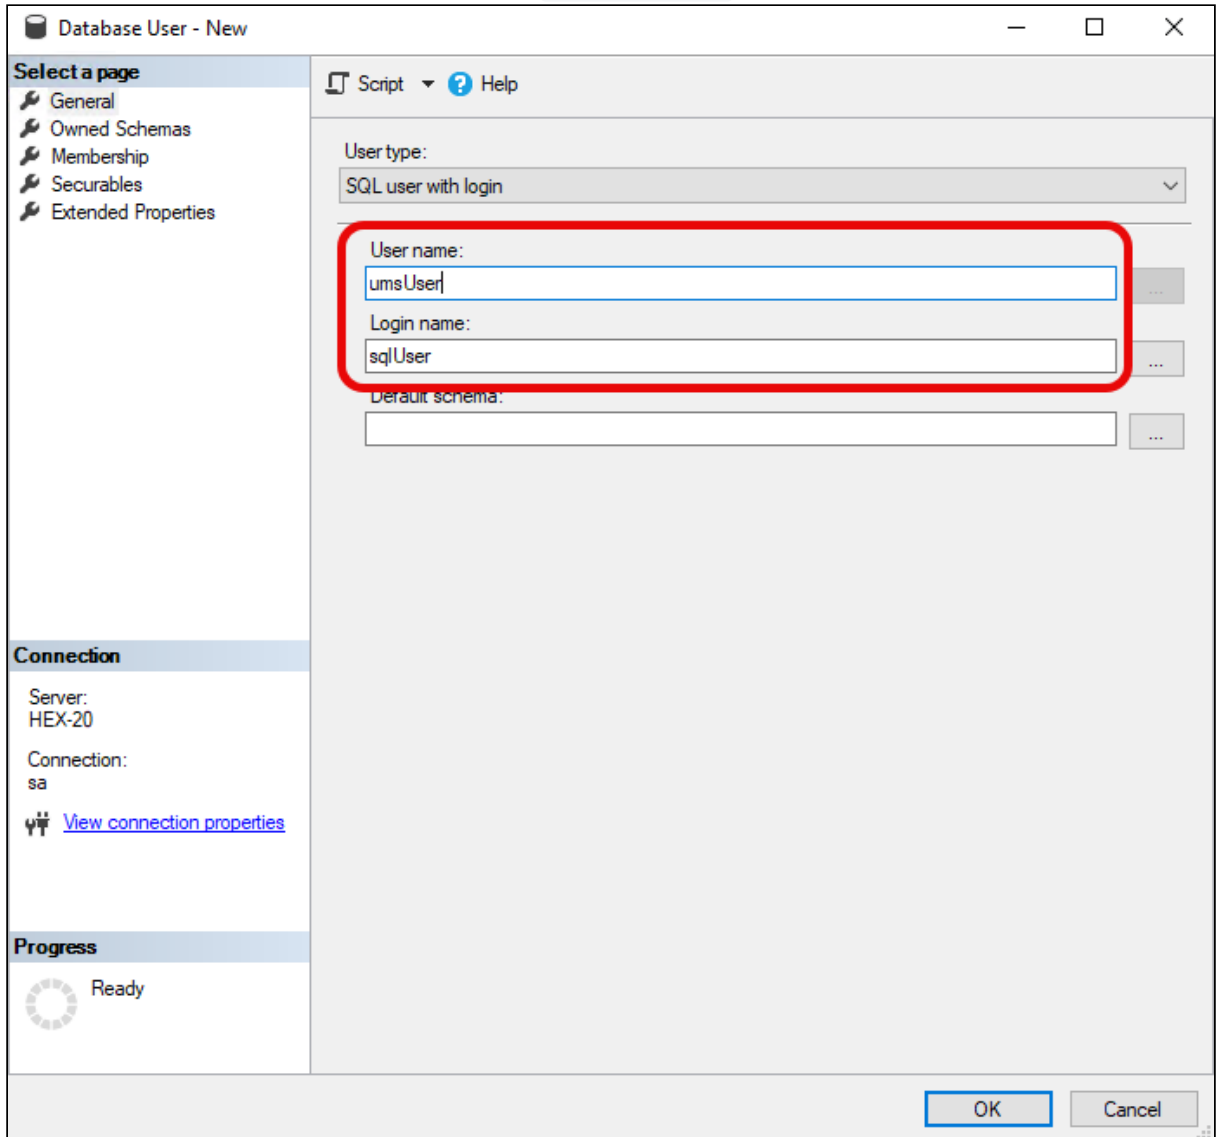 Database User - New
Select a page
General
Owned Schemas
Membership
Securables
Extended Properties
Script
Help
User type:
SQL user with login
User name:
umsUser
...
Login name:
sqlUser
...
Default schema:
...
Connection
Server:
HEX-20
Connection:
sa
View connection properties
Progress
Ready
OK
Cancel